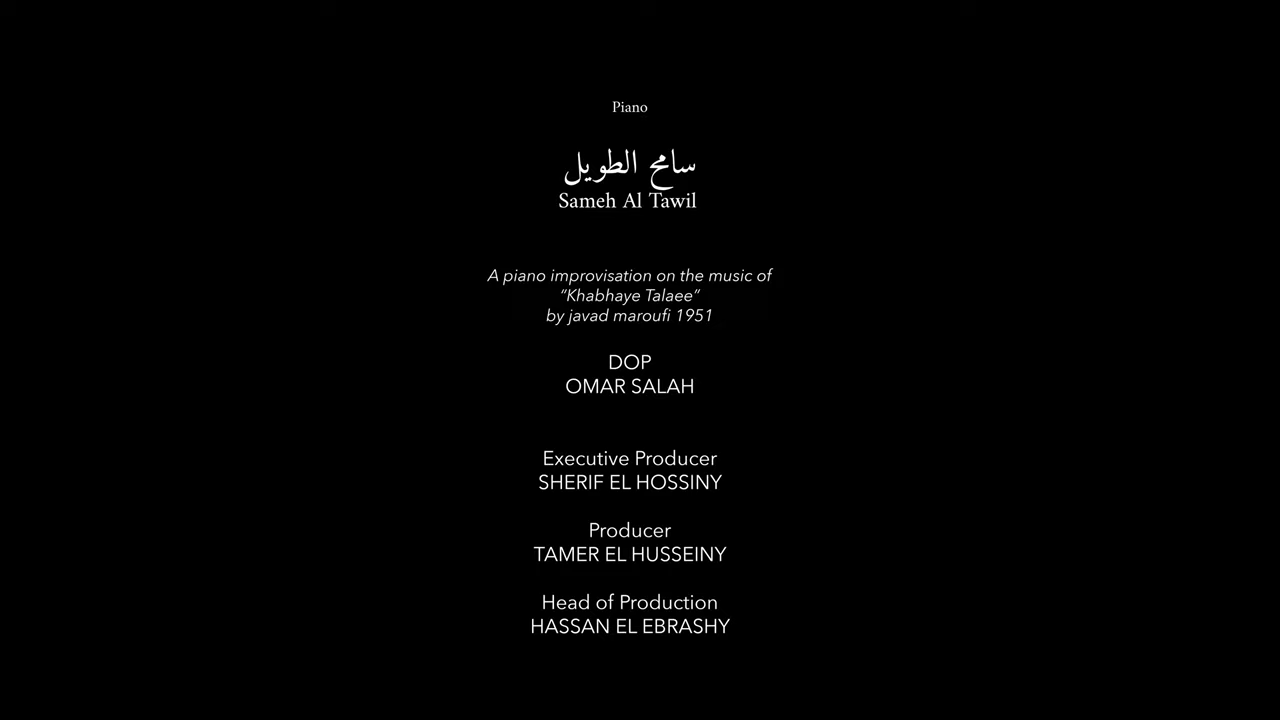 Piano
سامح الطويل
Sameh Al Tawil
A piano improvisation on the music of
“Khabhaye Talaee”
by javad maroufi 1951
DOP
OMAR SALAH
Executive Producer
SHERIF EL HOSSINY
Producer
TAMER EL HUSSEINY
Head of Production
HASSAN EL EBRASHY